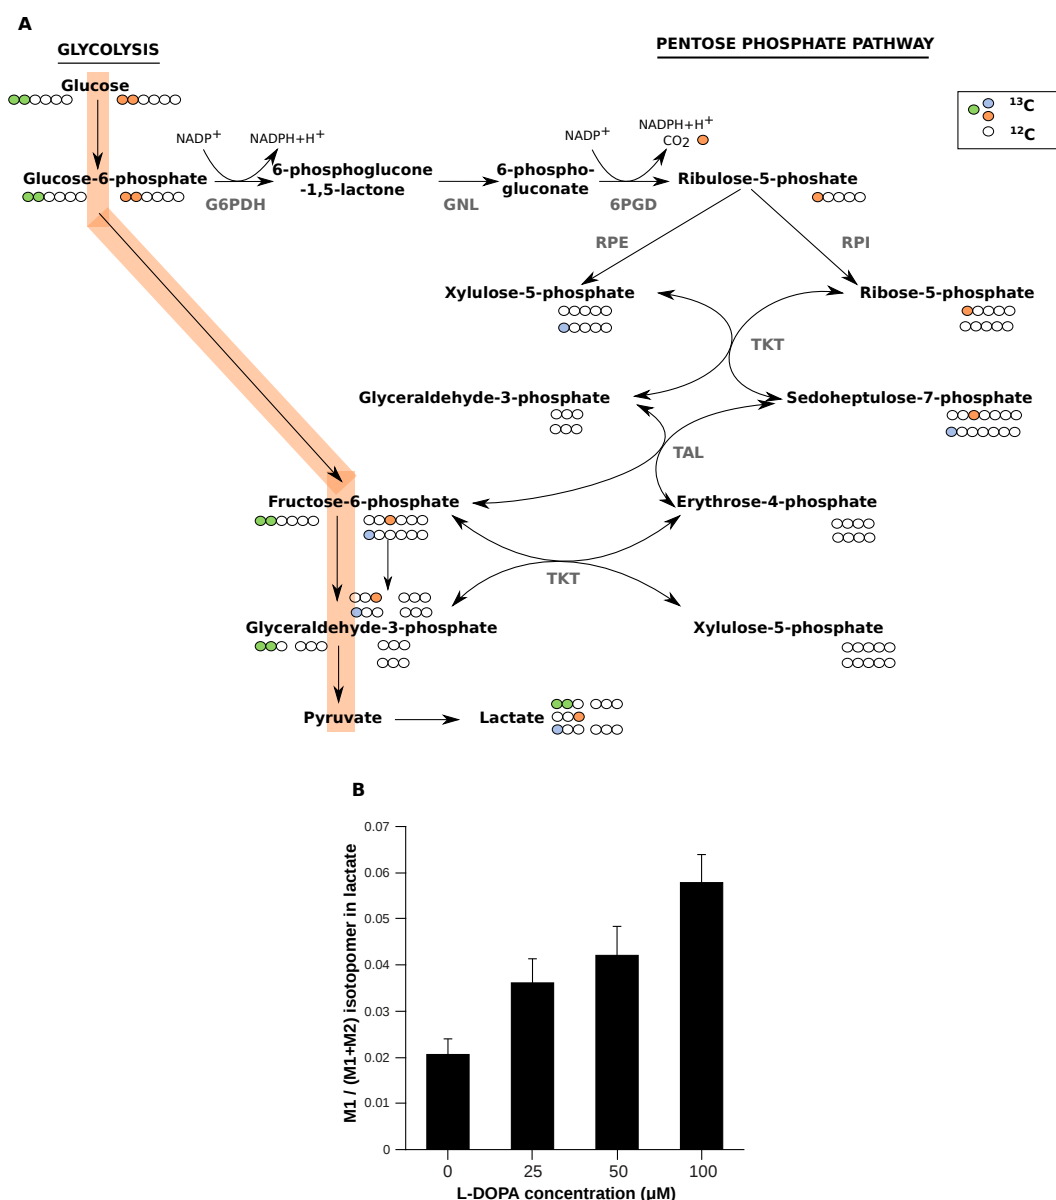 A
GLYCOLYSIS
PENTOSE PHOSPHATE PATHWAY
Glucose
13C
12C
NADP+
NADPH+H+
NADP+
NADPH+H+
CO2
Glucose-6-phosphate
6-phosphoglucone
-1,5-lactone
6-phospho-
gluconate
Ribulose-5-phoshate
G6PDH
GNL
6PGD
RPE
RPI
Xylulose-5-phosphate
Ribose-5-phosphate
TKT
Glyceraldehyde-3-phosphate
Sedoheptulose-7-phosphate
TAL
Fructose-6-phosphate
Erythrose-4-phosphate
TKT
Glyceraldehyde-3-phosphate
Xylulose-5-phosphate
Pyruvate
Lactate
B
M1 / (M1+M2) isotopomer in lactate
0.07
0.06
0.05
0.04
0.03
0.02
0.01
0
0
25
50
100
L-DOPA concentration (µM)